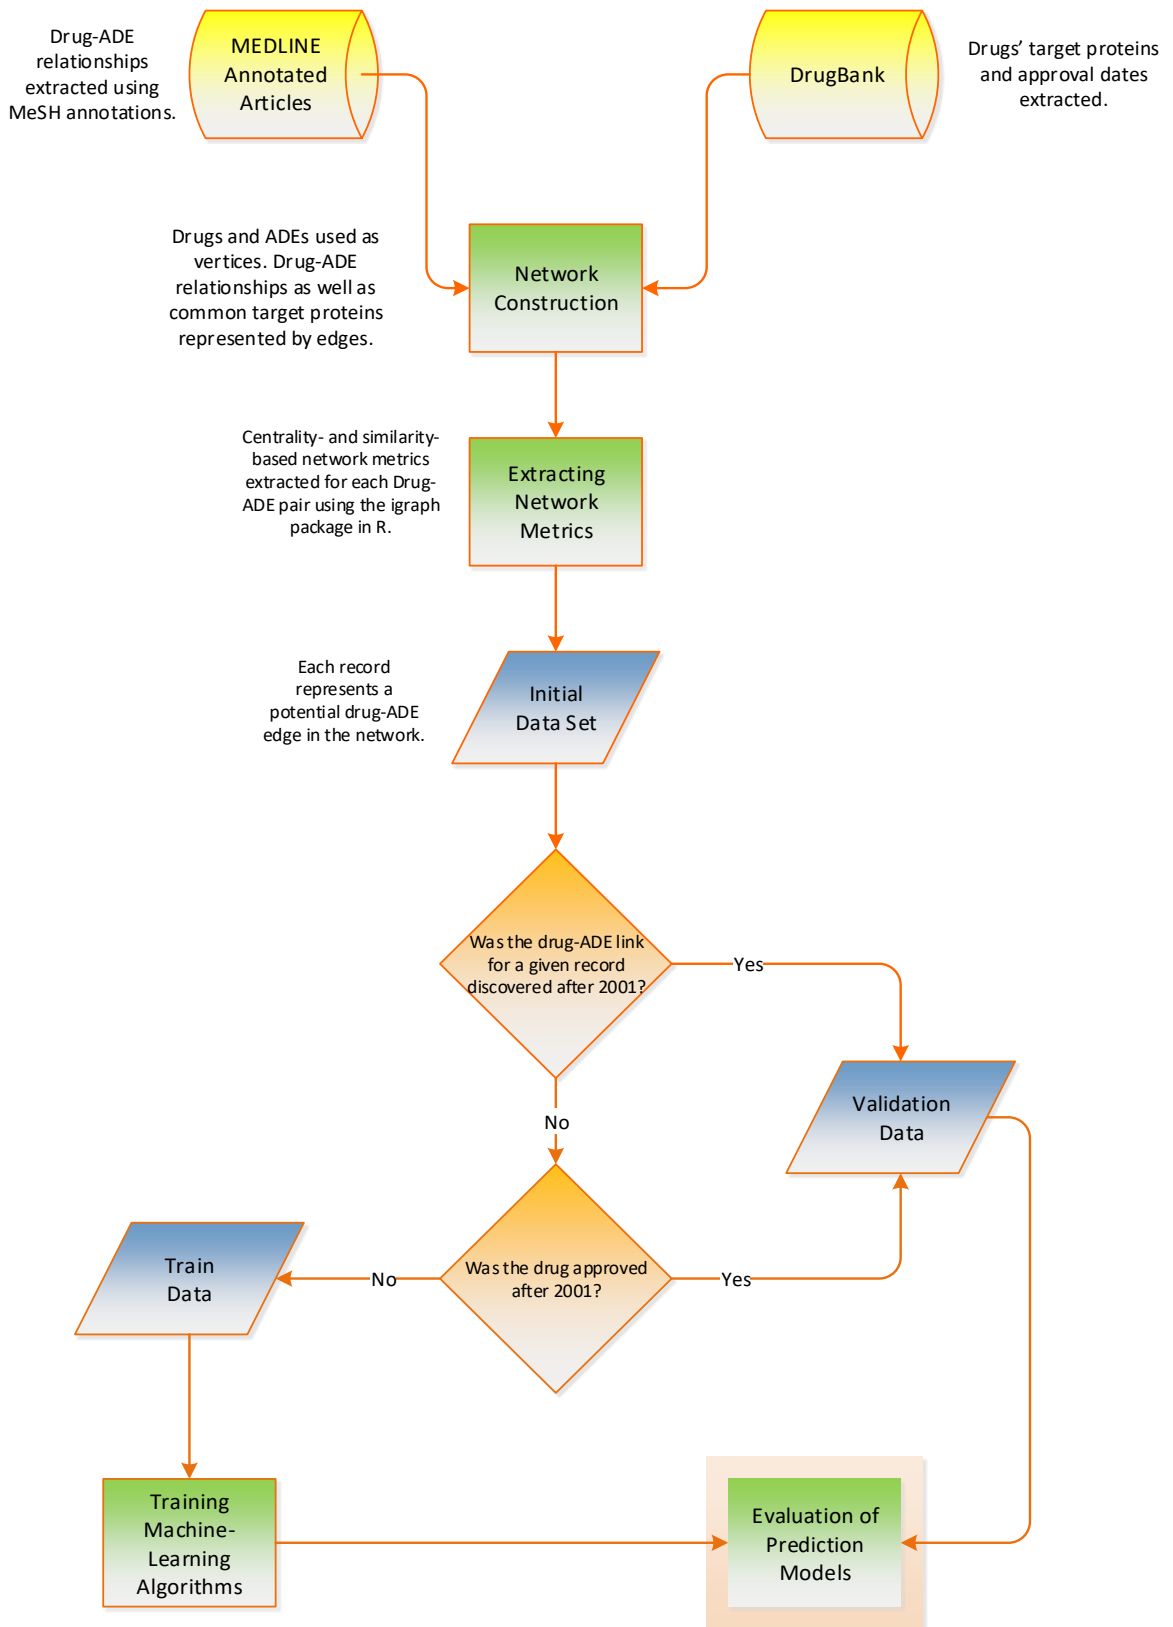 Drug-ADE
relationships
extracted using
MeSH annotations.
MEDLINE
Annotated
Articles
DrugBank
Drugs' target proteins
and approval dates
extracted.
Drugs and ADEs used as
vertices. Drug-ADE
relationships as well as
common target proteins
represented by edges.
Network
Construction
Centrality- and similarity-
based network metrics
extracted for each Drug-
ADE pair using the igraph
package in R.
Extracting
Network
Metrics
Each record
represents a
potential drug-ADE
edge in the network.
Initial
Data Set
Was the drug-ADE link
for a given record
discovered after 2001?
Yes
No
Validation
Data
Was the drug approved
after 2001?
Yes
No
Train
Data
Training
Machine-
Learning
Algorithms
Evaluation of
Prediction
Models